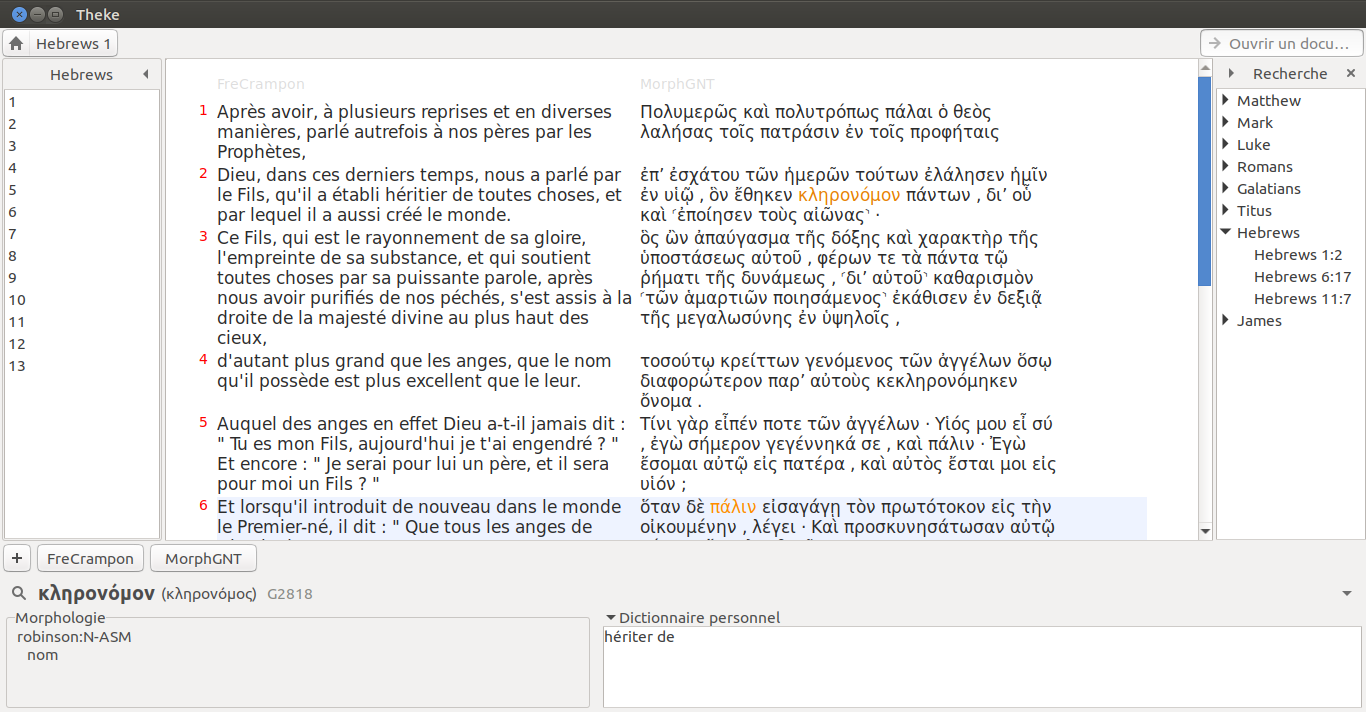 Theke
Hebrews 1
Ouvrir un docu...
Hebrews
1
2
3
4
5
6
7
8
9
10
11
12
13
FreCrampon
MorphGNT
1 Après avoir, à plusieurs reprises et en diverses
manières, parlé autrefois à nos pères par les
Prophètes,
Πολυμερῶς καὶ πολυτρόπως πάλαι ὁ θεὸς
λαλήσας τοῖς πατράσιν ἐν τοῖς προφήταις
2 Dieu, dans ces derniers temps, nous a parlé par
le Fils, qu'il a établi héritier de toutes choses, et
par lequel il a aussi créé le monde.
ἐπ’ ἐσχάτου τῶν ἡμερῶν τούτων ἐλάλησεν ἡμῖν
ἐν υἱῷ , ὃν ἔθηκεν κληρονόμον πάντων , δι’ οὗ
καὶ ⸂ἐποίησεν τοὺς αἰῶνας⸃ ·
3 Ce Fils, qui est le rayonnement de sa gloire,
l'empreinte de sa substance, et qui soutient
toutes choses par sa puissante parole, après
nous avoir purifiés de nos péchés, s'est assis à la
droite de la majesté divine au plus haut des
cieux,
ὃς ὢν ἀπαύγασμα τῆς δόξης καὶ χαρακτὴρ τῆς
ὑποστάσεως αὐτοῦ , φέρων τε τὰ πάντα τῷ
ῥήματι τῆς δυνάμεως , ⸂δι’ αὑτοῦ⸃ καθαρισμὸν
⸂τῶν ἁμαρτιῶν ποιησάμενος⸃ ἐκάθισεν ἐν δεξιᾷ
τῆς μεγαλωσύνης ἐν ὑψηλοῖς ,
4 d'autant plus grand que les anges, que le nom
qu'il possède est plus excellent que le leur.
τοσούτῳ κρείττων γενόμενος τῶν ἀγγέλων ὅσῳ
διαφορώτερον παρ’ αὐτοὺς κεκληρονόμηκεν
ὄνομα .
5 Auquel des anges en effet Dieu a-t-il jamais dit :
" Tu es mon Fils, aujourd'hui je t'ai engendré ? "
Et encore : " Je serai pour lui un père, et il sera
pour moi un Fils ? "
Τίνι γὰρ εἶπέν ποτε τῶν ἀγγέλων · Υἱός μου εἶ σύ
, ἐγὼ σήμερον γεγέννηκά σε , καὶ πάλιν · Ἐγὼ
ἔσομαι αὐτῷ εἰς πατέρα , καὶ αὐτὸς ἔσται μοι εἰς
υἱόν ;
6 Et lorsqu'il introduit de nouveau dans le monde
le Premier-né, il dit : " Que tous les anges de
ὅταν δὲ πάλιν εἰσαγάγῃ τὸν πρωτότοκον εἰς τὴν
οἰκουμένην , λέγει · Καὶ προσκυνησάτωσαν αὐτῷ
Recherche
Matthew
Mark
Luke
Romans
Galatians
Titus
Hebrews
Hebrews 1:2
Hebrews 6:17
Hebrews 11:7
James
+ FreCrampon MorphGNT
κληρονόμον (κληρονόμος) G2818
Morphologie
robinson:N-ASM
nom
Dictionnaire personnel
hériter de